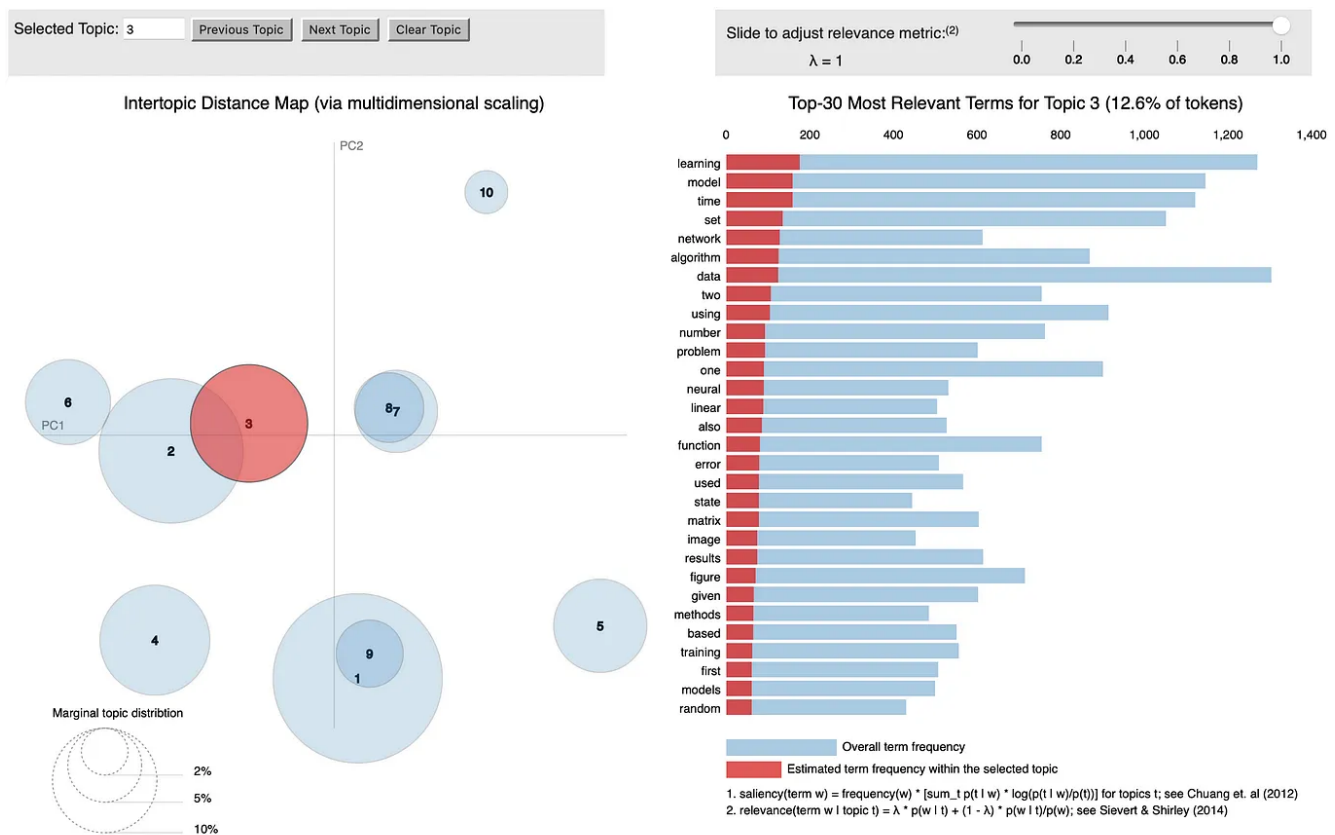 Selected Topic: 3 Previous Topic Next Topic Clear Topic
Slide to adjust relevance metric:(2)
λ = 1
0.0 0.2 0.4 0.6 0.8 1.0
Intertopic Distance Map (via multidimensional scaling)
PC2
10
6
PC1
2
3
8
7
4
5
9
1
Marginal topic distribtion
2%
5%
10%
Top-30 Most Relevant Terms for Topic 3 (12.6% of tokens)
0 200 400 600 800 1,000 1,200 1,400
learning
model
time
set
network
algorithm
data
two
using
number
problem
one
neural
linear
also
function
error
used
state
matrix
image
results
figure
given
methods
based
training
first
models
random
Overall term frequency
Estimated term frequency within the selected topic
1. saliency(term w) = frequency(w) * [sum_t p(t | w) * log(p(t | w)/p(t))] for topics t; see Chuang et. al (2012)
2. relevance(term w | topic t) = λ * p(w | t) + (1 - λ) * p(w | t)/p(w); see Sievert & Shirley (2014)